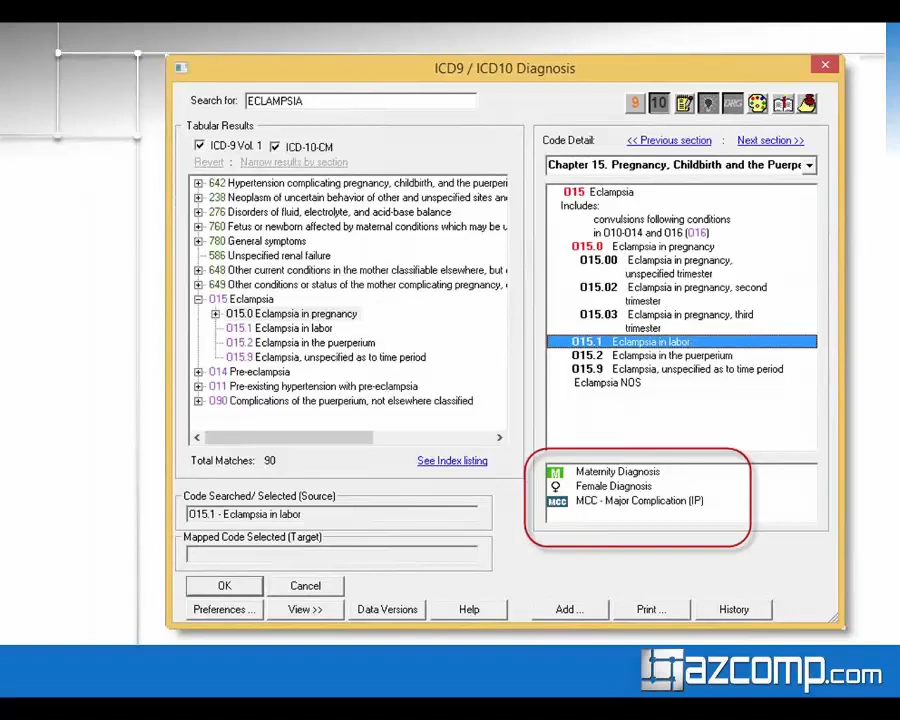 ICD9 / ICD10 Diagnosis
Search for: ECLAMPSIA
9 10 DRG
Tabular Results
ICD-9 Vol. 1 ICD-10-CM
Revert : Narrow results by section
642 Hypertension complicating pregnancy, childbirth, and the puerperi
238 Neoplasm of uncertain behavior of other and unspecified sites and
276 Disorders of fluid, electrolyte, and acid-base balance
760 Fetus or newborn affected by maternal conditions which may be u
780 General symptoms
586 Unspecified renal failure
648 Other current conditions in the mother classifiable elsewhere, but
649 Other conditions or status of the mother complicating pregnancy,
O15 Eclampsia
O15.0 Eclampsia in pregnancy
O15.1 Eclampsia in labor
O15.2 Eclampsia in the puerperium
O15.9 Eclampsia, unspecified as to time period
O14 Pre-eclampsia
O11 Pre-existing hypertension with pre-eclampsia
O90 Complications of the puerperium, not elsewhere classified
Total Matches: 90 See Index listing
Code Searched/ Selected (Source)
O15.1 - Eclampsia in labor
Mapped Code Selected (Target)
OK Cancel
Preferences ... View >> Data Versions Help
Code Detail: << Previous section Next section >>
Chapter 15. Pregnancy, Childbirth and the Puerpe
O15 Eclampsia
Includes:
convulsions following conditions
in O10-O14 and O16 (O16)
O15.0 Eclampsia in pregnancy
O15.00 Eclampsia in pregnancy,
unspecified trimester
O15.02 Eclampsia in pregnancy, second
trimester
O15.03 Eclampsia in pregnancy, third
trimester
O15.1 Eclampsia in labor
O15.2 Eclampsia in the puerperium
O15.9 Eclampsia, unspecified as to time period
Eclampsia NOS
M Maternity Diagnosis
Female Diagnosis
MCC MCC - Major Complication (IP)
Add ... Print ... History
azcomp.com